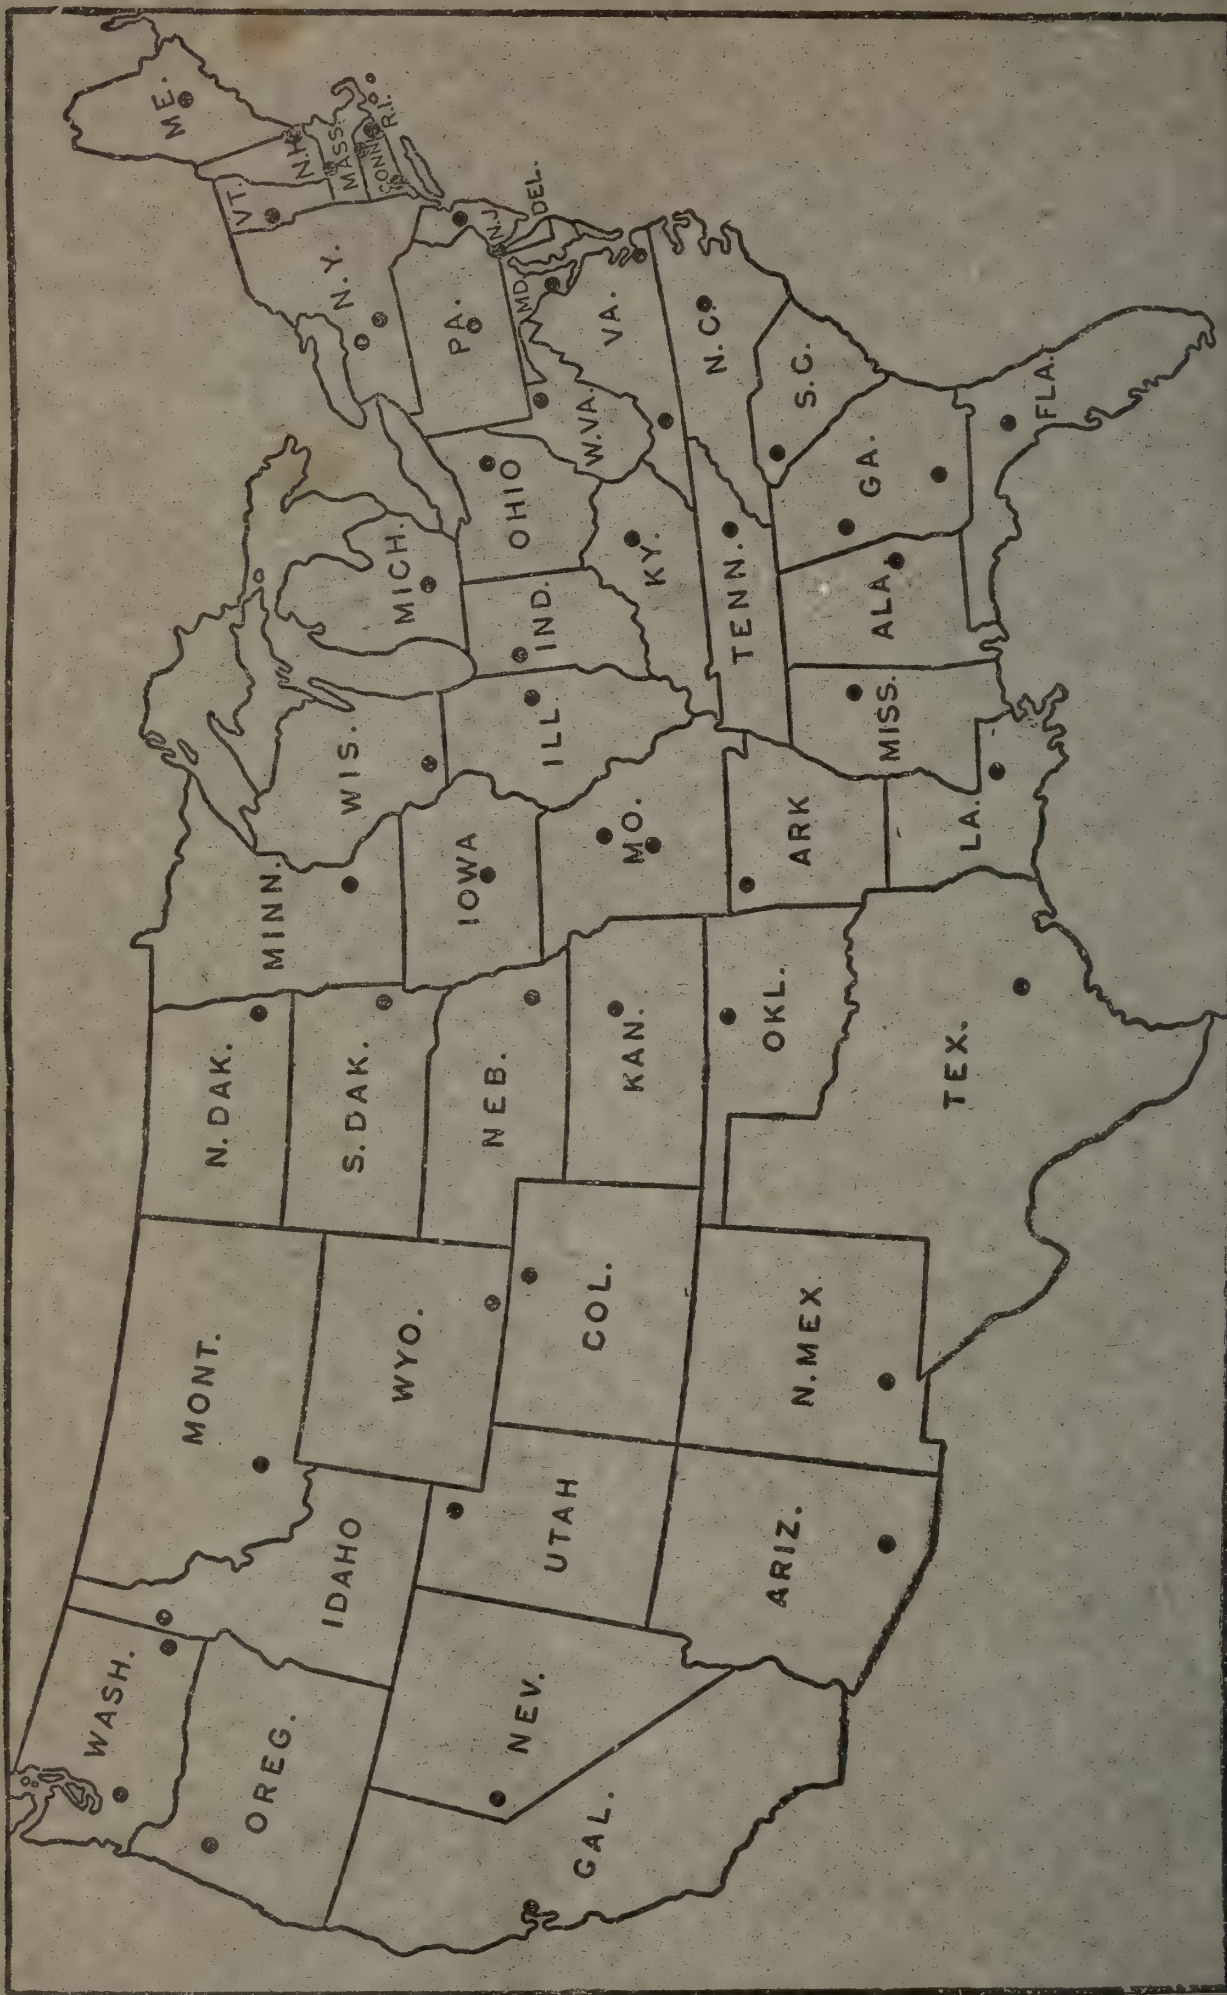 WASH.
OREG.
CAL.
NEV.
IDAHO
MONT.
WYO.
UTAH
ARIZ.
COL.
N.MEX
N.DAK.
S.DAK.
NEB.
KAN.
OKL.
TEX.
MINN.
IOWA
MO.
ARK
LA.
WIS.
ILL.
MICH.
IND.
OHIO
KY.
TENN.
MISS.
ALA.
GA.
FLA.
S.C.
N.C.
VA.
W.VA.
MD.
DEL.
PA.
N.J.
N.Y.
VT.
N.H.
MASS.
CONN.
R.I.
ME.